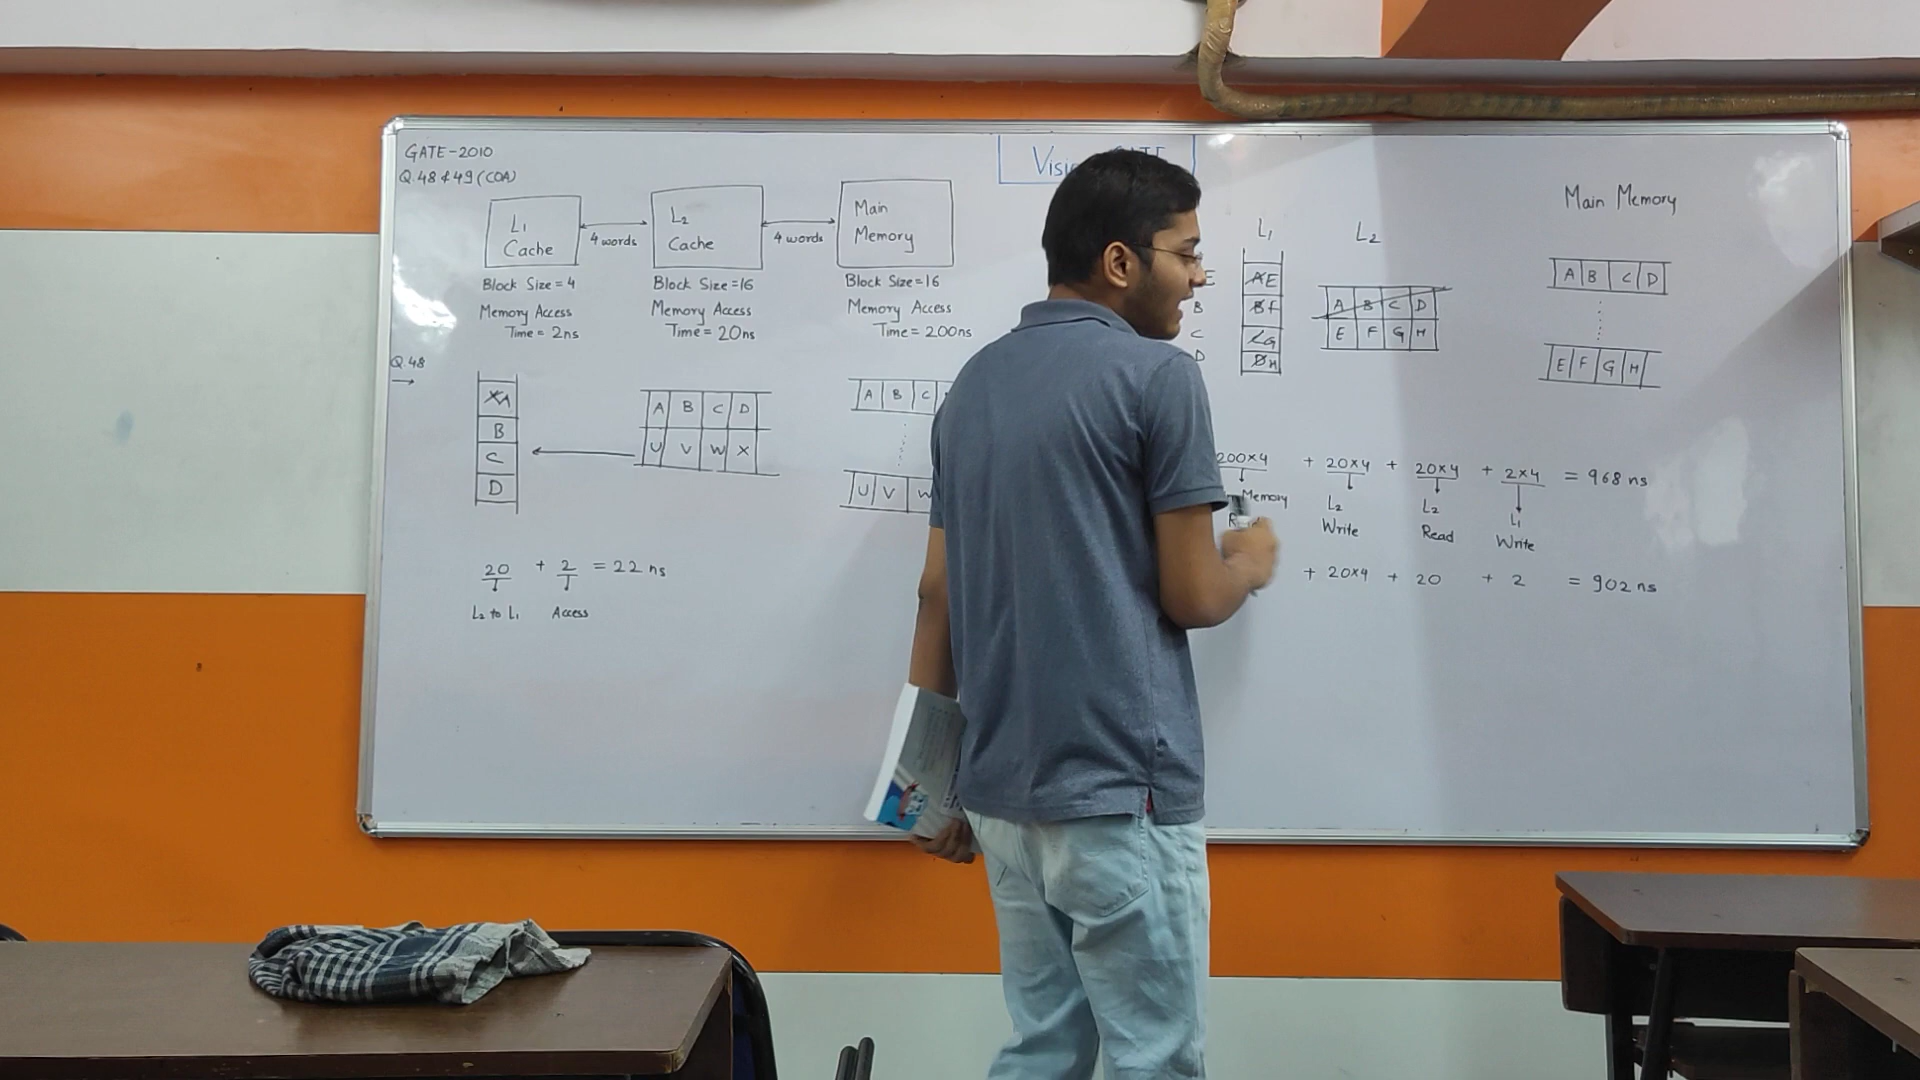 GATE-2010
Q.48 & 49 (COA)
L1 Cache
4 words
L2 Cache
4 words
Main Memory
Block Size = 4
Memory Access
Time = 2ns
Block Size = 16
Memory Access
Time = 20ns
Block Size = 16
Memory Access
Time = 200ns
Q.48
→
A
B
C
D
A B C D
U V W X
A B C
U V W
20 + 2 = 22 ns
L2 to L1 Access
L1
L2
Main Memory
E
B
C
D
A E
B F
C G
D H
A B C D
E F G H
A B C D
E F G H
200×4 + 20×4 + 20×4 + 2×4 = 968 ns
Memory
L2 Write
L2 Read
L1 Write
+ 20×4 + 20 + 2 = 902 ns